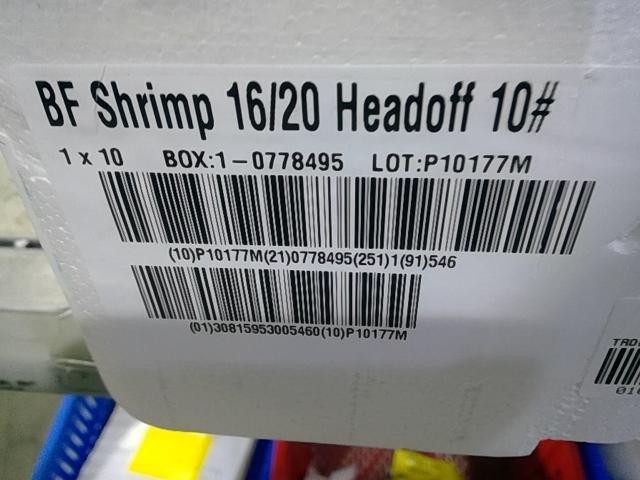 BF Shrimp 16/20 Headoff 10#
1 x 10 BOX:1-0778495 LOT:P10177M
(10)P10177M(21)0778495(251)1(91)546
(01)30815953005460(10)P10177M